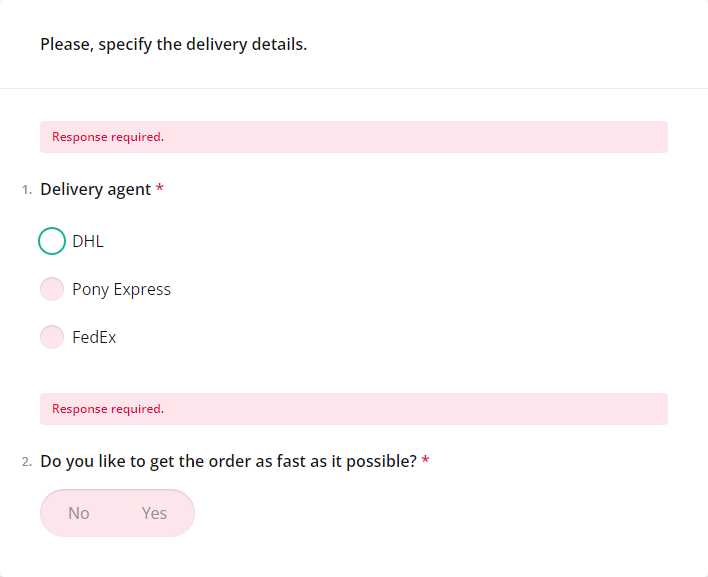 Please, specify the delivery details.
Response required.
1. Delivery agent *
DHL
Pony Express
FedEx
Response required.
2. Do you like to get the order as fast as it possible? *
No Yes